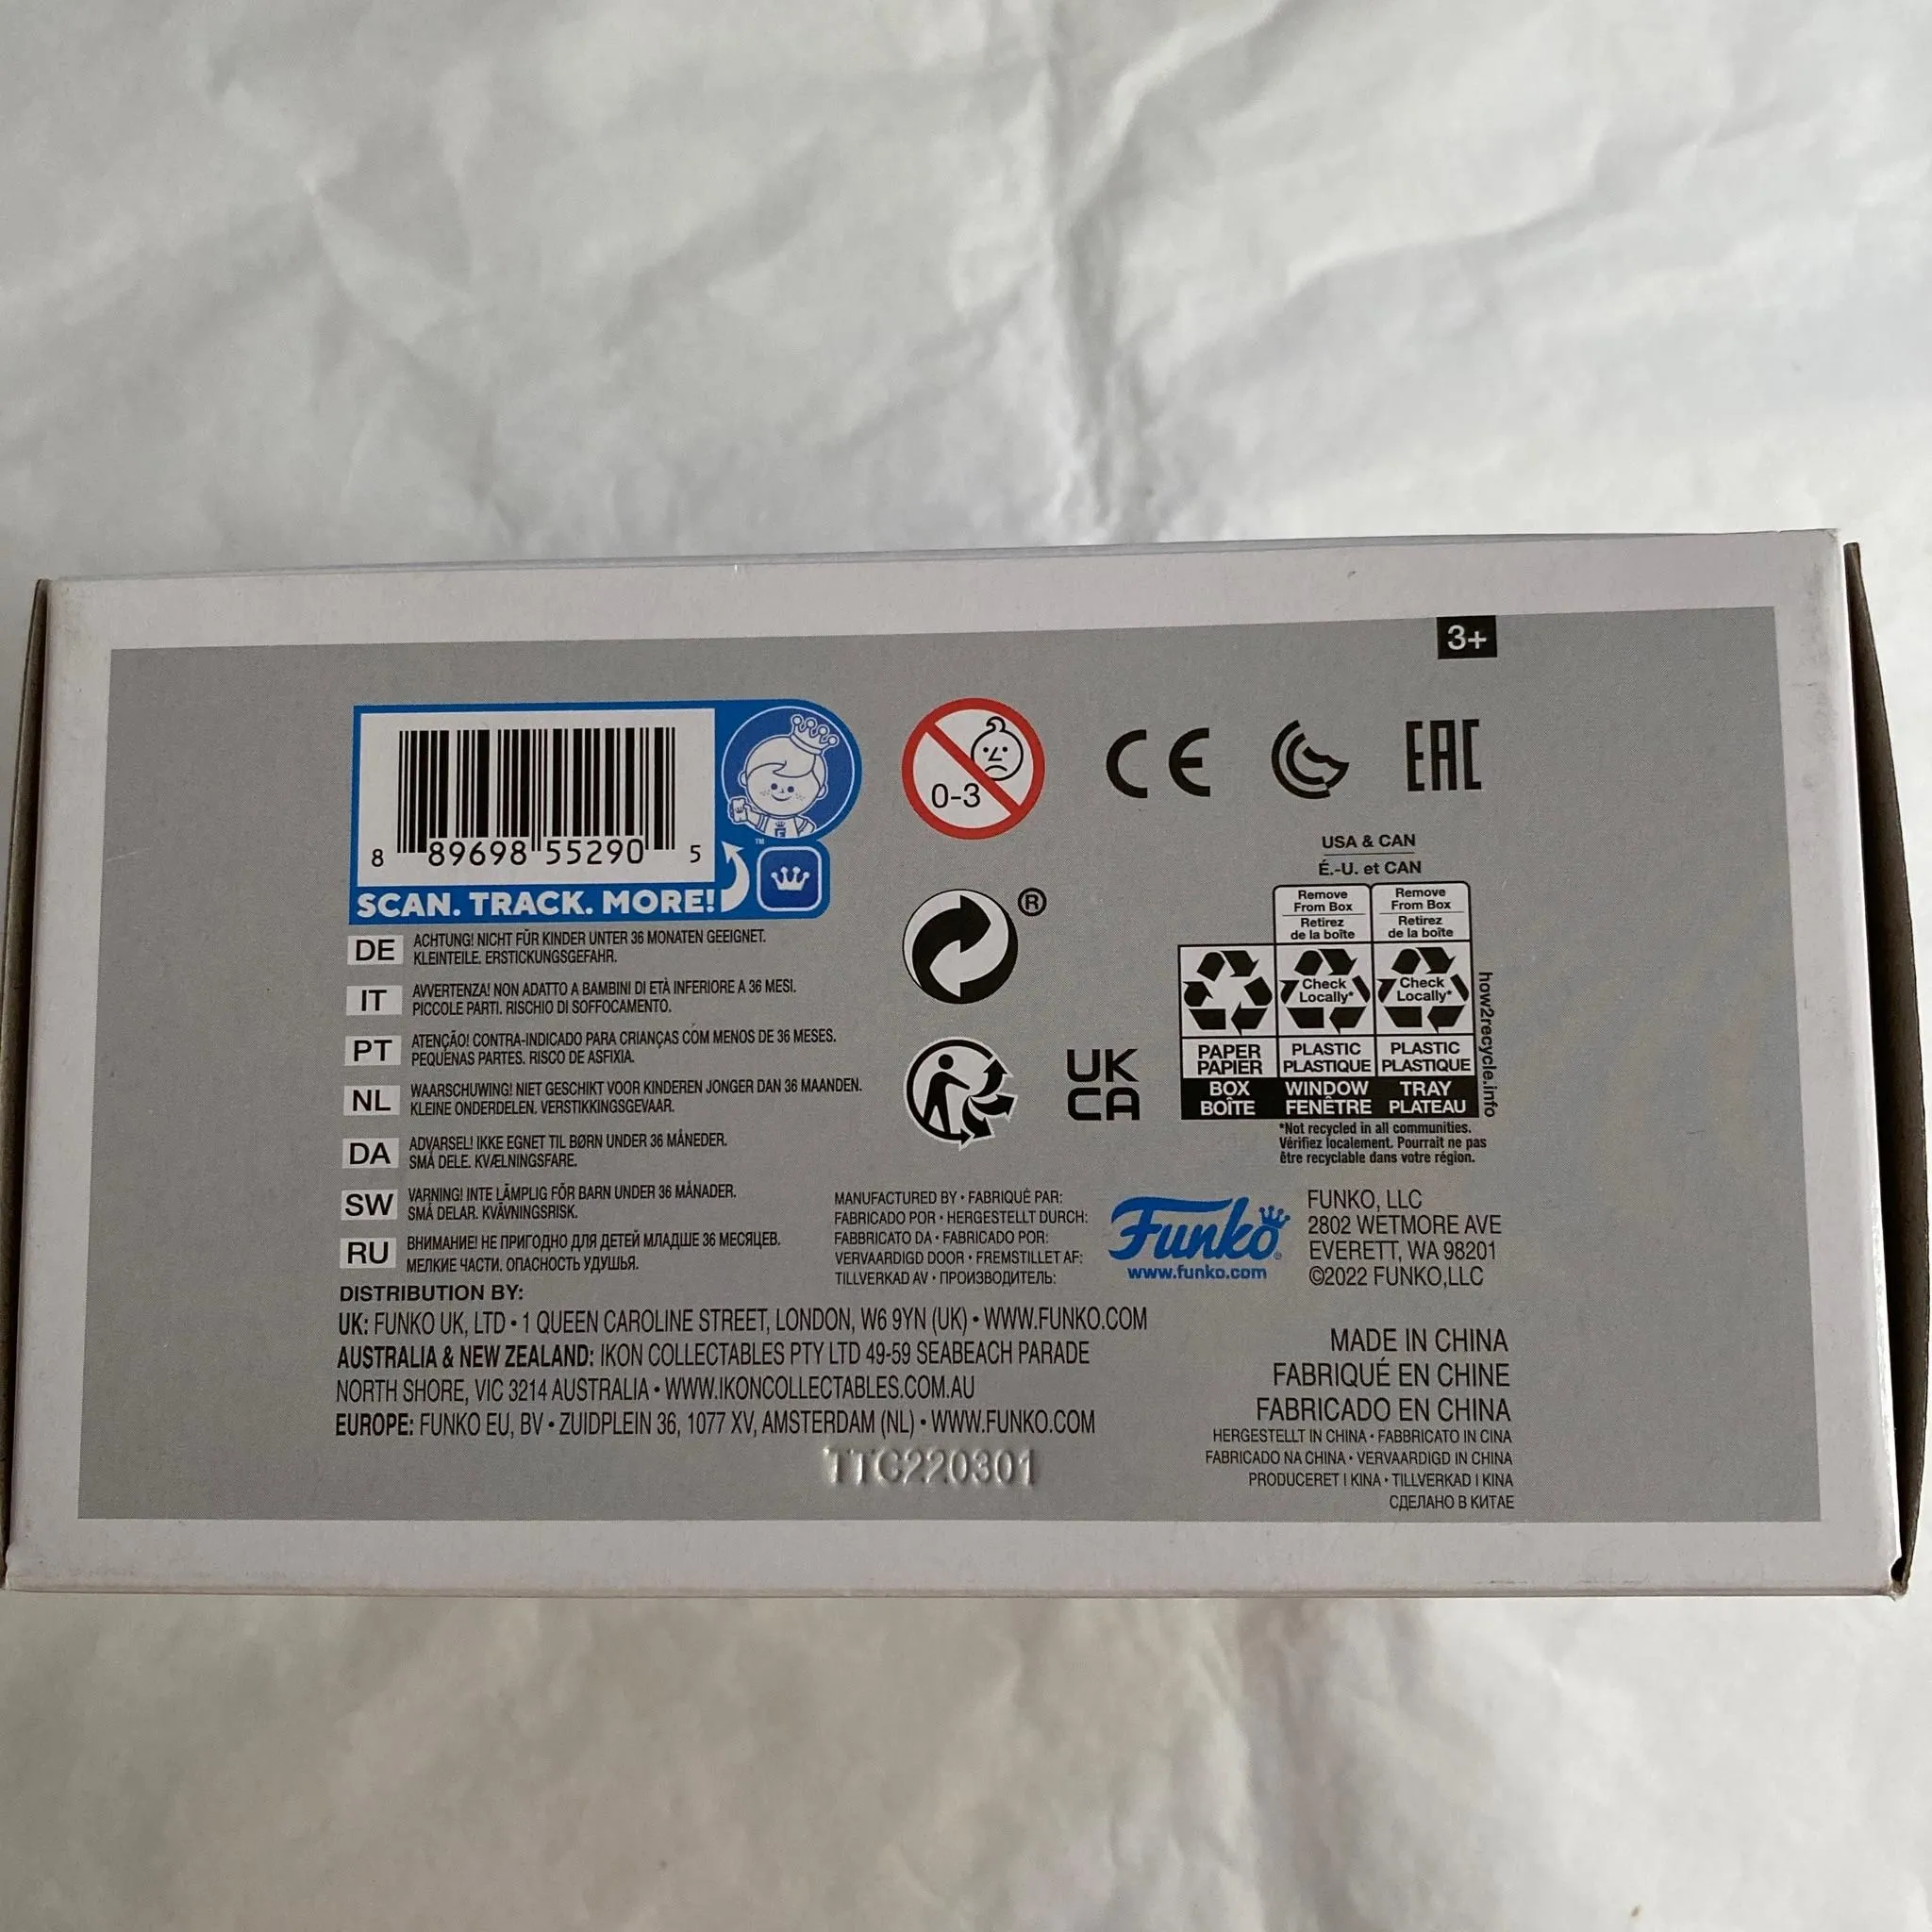 3+
8 89698 55290 5
™
SCAN. TRACK. MORE!
0-3
CE
EAC
USA & CAN
É.-U. et CAN
®
Remove
From Box
Retirez
de la boîte
Remove
From Box
Retirez
de la boîte
Check
Locally*
Check
Locally*
PAPER
PAPIER
PLASTIC
PLASTIQUE
PLASTIC
PLASTIQUE
BOX
BOÎTE
WINDOW
FENÊTRE
TRAY
PLATEAU
how2recycle.info
*Not recycled in all communities.
Vérifiez localement. Pourrait ne pas
être recyclable dans votre région.
UK
CA
DE ACHTUNG! NICHT FÜR KINDER UNTER 36 MONATEN GEEIGNET.
KLEINTEILE. ERSTICKUNGSGEFAHR.
IT AVVERTENZA! NON ADATTO A BAMBINI DI ETÀ INFERIORE A 36 MESI.
PICCOLE PARTI. RISCHIO DI SOFFOCAMENTO.
PT ATENÇÃO! CONTRA-INDICADO PARA CRIANÇAS COM MENOS DE 36 MESES.
PEQUENAS PARTES. RISCO DE ASFIXIA.
NL WAARSCHUWING! NIET GESCHIKT VOOR KINDEREN JONGER DAN 36 MAANDEN.
KLEINE ONDERDELEN. VERSTIKKINGSGEVAAR.
DA ADVARSEL! IKKE EGNET TIL BØRN UNDER 36 MÅNEDER.
SMÅ DELE. KVÆLNINGSFARE.
SW VARNING! INTE LÄMPLIG FÖR BARN UNDER 36 MÅNADER.
SMÅ DELAR. KVÄVNINGSRISK.
RU ВНИМАНИЕ! НЕ ПРИГОДНО ДЛЯ ДЕТЕЙ МЛАДШЕ 36 МЕСЯЦЕВ.
МЕЛКИЕ ЧАСТИ. ОПАСНОСТЬ УДУШЬЯ.
MANUFACTURED BY • FABRIQUÉ PAR:
FABRICADO POR • HERGESTELLT DURCH:
FABBRICATO DA • FABRICADO POR:
VERVAARDIGD DOOR • FREMSTILLET AF:
TILLVERKAD AV • ПРОИЗВОДИТЕЛЬ:
Funko®
www.funko.com
FUNKO, LLC
2802 WETMORE AVE
EVERETT, WA 98201
©2022 FUNKO,LLC
DISTRIBUTION BY:
UK: FUNKO UK, LTD • 1 QUEEN CAROLINE STREET, LONDON, W6 9YN (UK) • WWW.FUNKO.COM
AUSTRALIA & NEW ZEALAND: IKON COLLECTABLES PTY LTD 49-59 SEABEACH PARADE
NORTH SHORE, VIC 3214 AUSTRALIA • WWW.IKONCOLLECTABLES.COM.AU
EUROPE: FUNKO EU, BV • ZUIDPLEIN 36, 1077 XV, AMSTERDAM (NL) • WWW.FUNKO.COM
TTC220301
MADE IN CHINA
FABRIQUÉ EN CHINE
FABRICADO EN CHINA
HERGESTELLT IN CHINA • FABBRICATO IN CINA
FABRICADO NA CHINA • VERVAARDIGD IN CHINA
PRODUCERET I KINA • TILLVERKAD I KINA
СДЕЛАНО В КИТАЕ